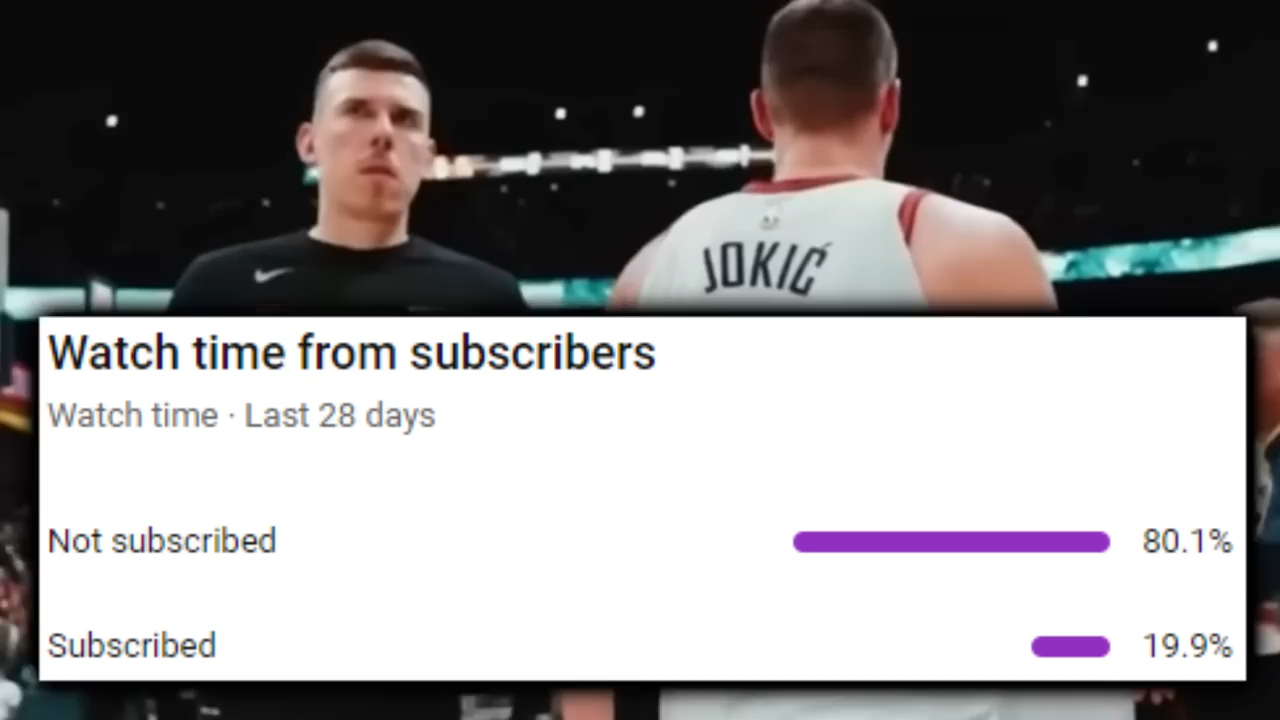 JOKIĆ
Watch time from subscribers
Watch time · Last 28 days
Not subscribed 80.1%
Subscribed 19.9%